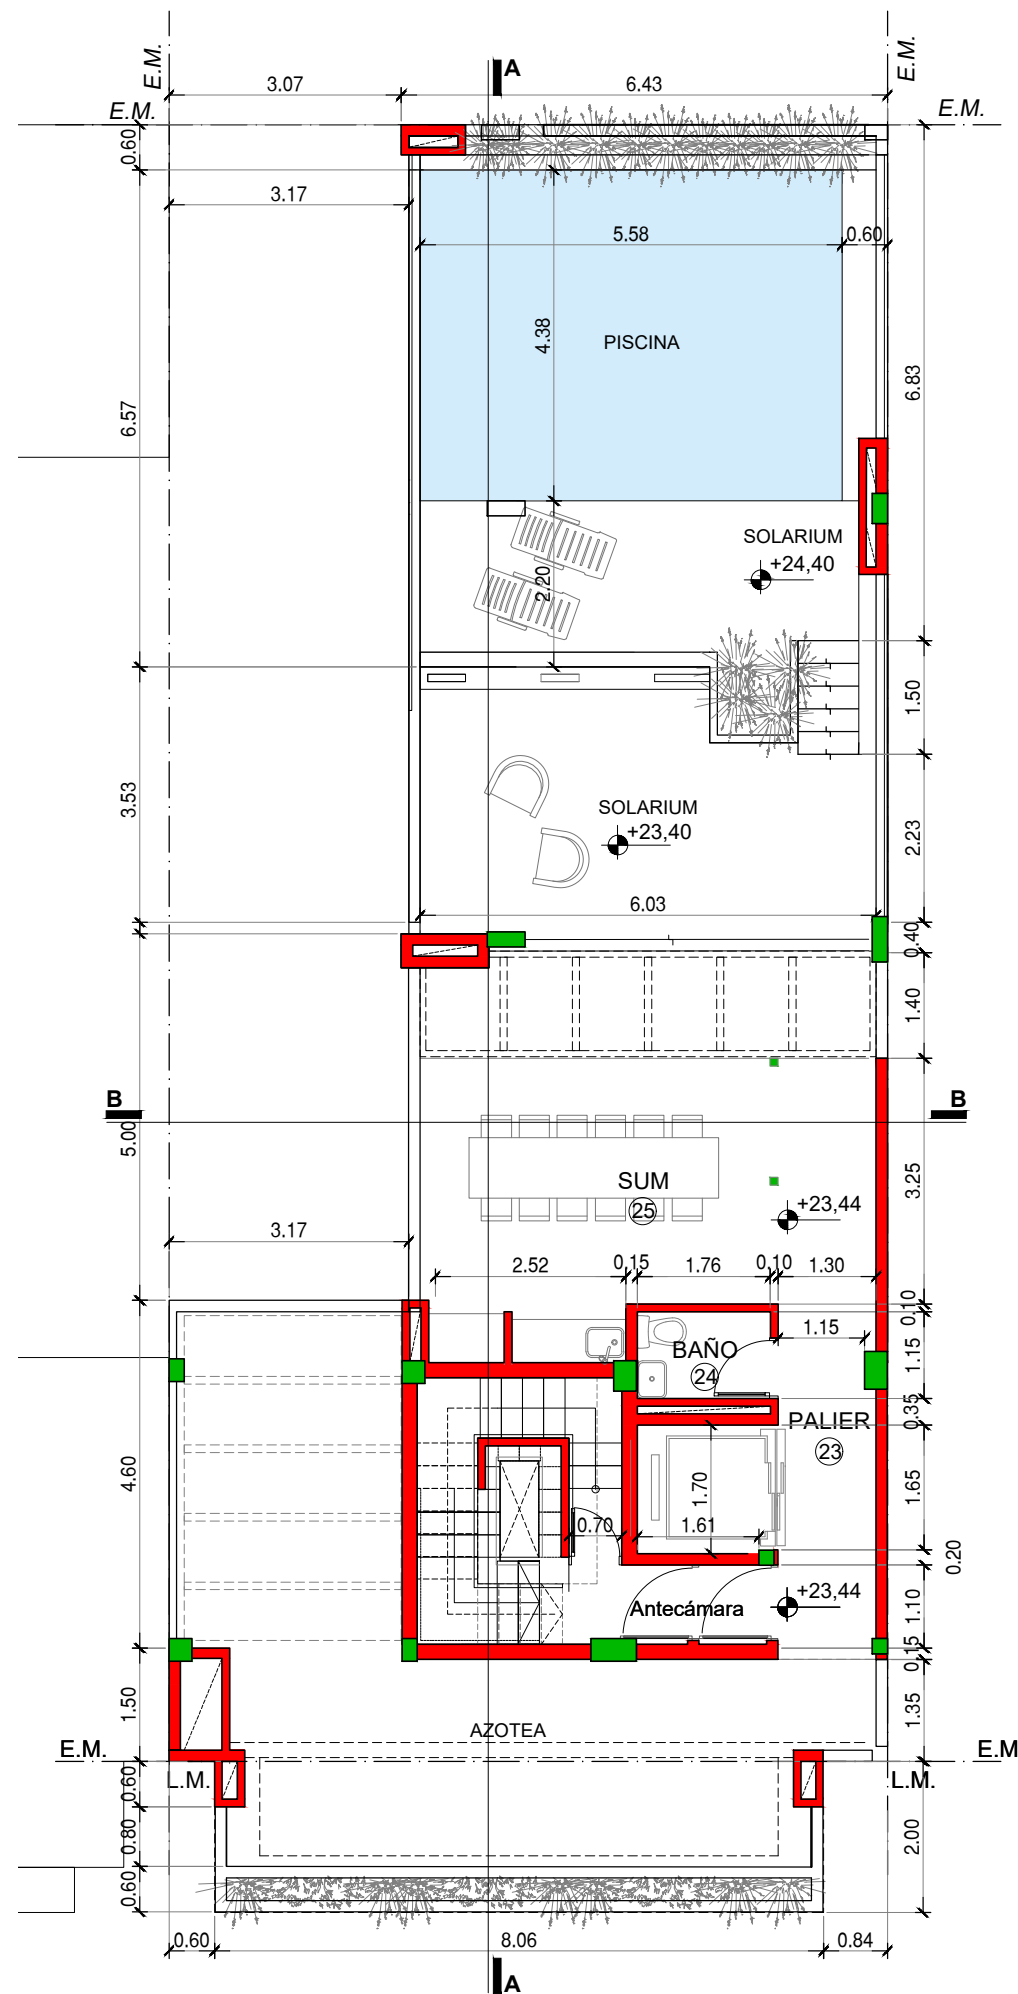 E.M.
E.M.
A
3.07
6.43
E.M.
E.M.
0.60
3.17
5.58
0.60
4.38
PISCINA
6.83
6.57
SOLARIUM
+24,40
2.20
1.50
3.53
SOLARIUM
+23,40
2.23
6.03
0.40
1.40
B
B
5.00
SUM
25
3.25
+23,44
3.17
2.52
0.15
1.76
0.10
1.30
0.10
1.15
BAÑO
24
1.15
0.35
PALIER
23
4.60
1.70
1.65
0.70
1.61
0.20
+23,44
Antecámara
1.10
0.15
1.50
AZOTEA
1.35
E.M.
E.M
L.M.
L.M.
0.60
0.80
2.00
0.60
0.60
8.06
0.84
A